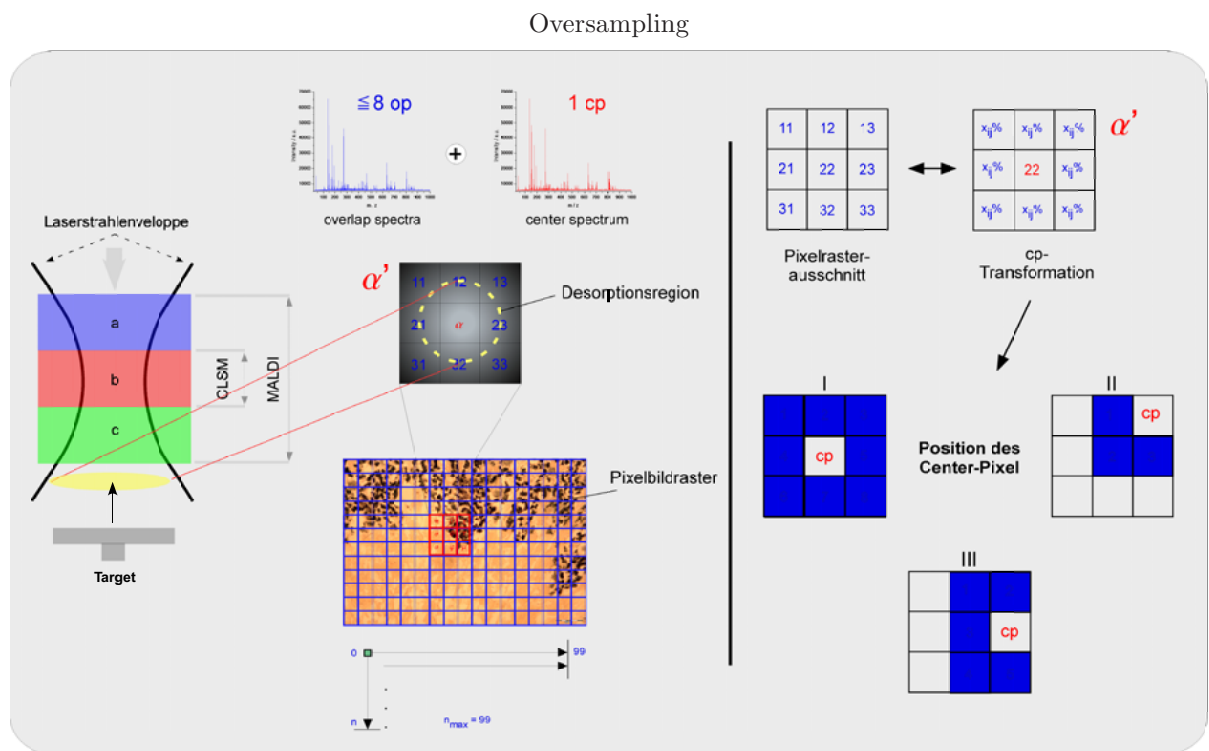 Oversampling
≦8 op
1 cp
+
overlap spectra
center spectrum
m / z
m / z
Laserstrahlenveloppe
a
b
c
CLSM
MALDI
Target
α'
11 12 13
21 α 23
31 32 33
Desorptionsregion
Pixelbildraster
0
99
n
n_max = 99
11 12 13
21 22 23
31 32 33
Pixelraster-
ausschnitt
α'
x_ij% x_ij% x_ij%
x_ij% 22 x_ij%
x_ij% x_ij% x_ij%
cp-
Transformation
I
cp
II
cp
Position des
Center-Pixel
III
cp